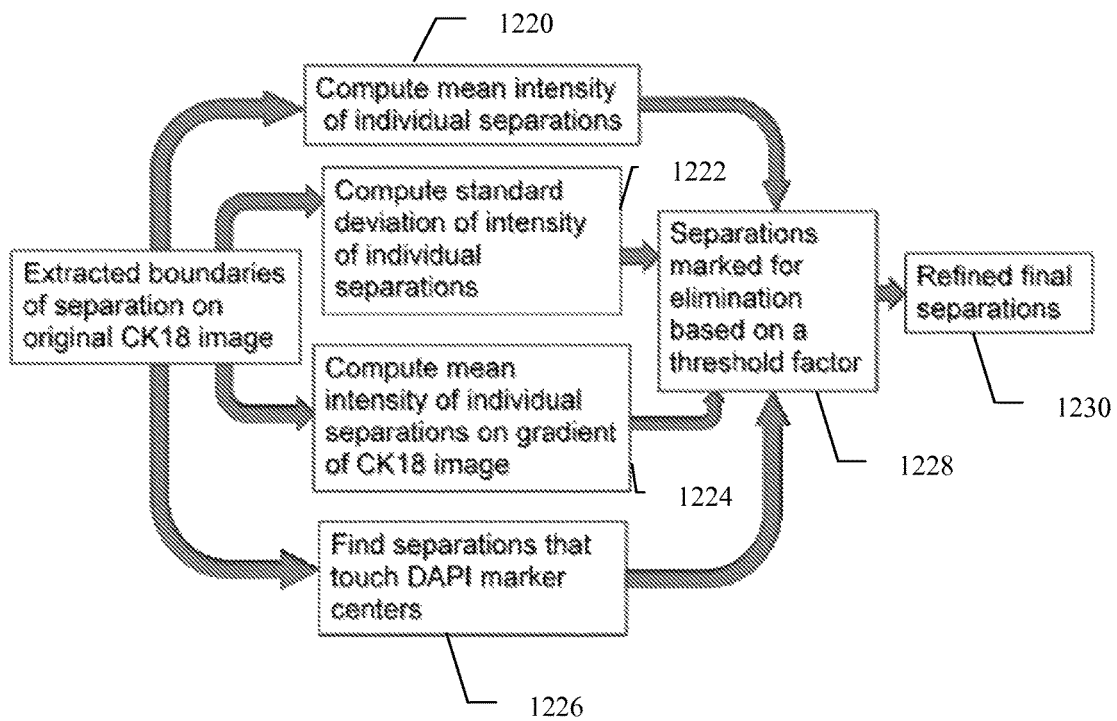 1220
Compute mean intensity
of individual separations
Compute standard
deviation of intensity
of individual
separations
1222
Extracted boundaries
of separation on
original CK18 image
Separations
marked for
elimination
based on a
threshold factor
Refined final
separations
Compute mean
intensity of individual
separations on gradient
of CK18 image
1230
1228
1224
Find separations that
touch DAPI marker
centers
1226